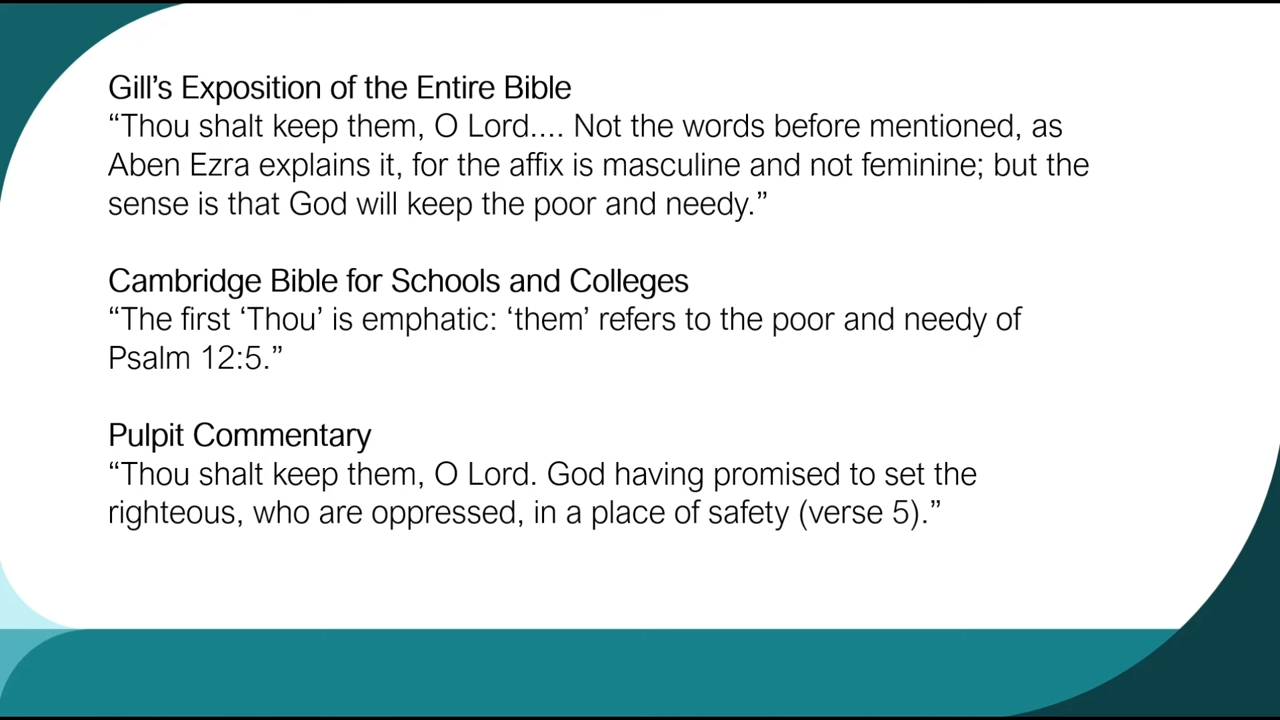 Gill’s Exposition of the Entire Bible
“Thou shalt keep them, O Lord.... Not the words before mentioned, as
Aben Ezra explains it, for the affix is masculine and not feminine; but the
sense is that God will keep the poor and needy.”
Cambridge Bible for Schools and Colleges
“The first ‘Thou’ is emphatic: ‘them’ refers to the poor and needy of
Psalm 12:5.”
Pulpit Commentary
“Thou shalt keep them, O Lord. God having promised to set the
righteous, who are oppressed, in a place of safety (verse 5).”